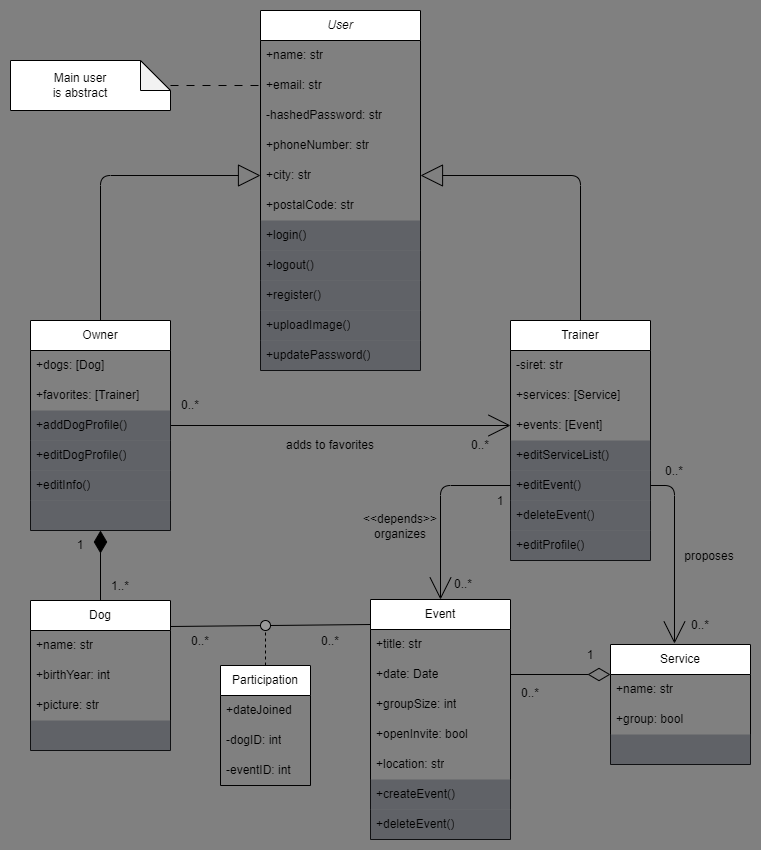 User
+name: str
+email: str
-hashedPassword: str
+phoneNumber: str
+city: str
+postalCode: str
+login()
+logout()
+register()
+uploadImage()
+updatePassword()
Main user
is abstract
Owner
+dogs: [Dog]
+favorites: [Trainer]
+addDogProfile()
+editDogProfile()
+editInfo()
0..*
adds to favorites
0..*
Trainer
-siret: str
+services: [Service]
+events: [Event]
+editServiceList()
+editEvent()
+deleteEvent()
+editProfile()
1
<<depends>>
organizes
0..*
0..*
proposes
0..*
1
1..*
Dog
+name: str
+birthYear: int
+picture: str
0..*
0..*
Participation
+dateJoined
-dogID: int
-eventID: int
Event
+title: str
+date: Date
+groupSize: int
+openInvite: bool
+location: str
+createEvent()
+deleteEvent()
1
0..*
Service
+name: str
+group: bool